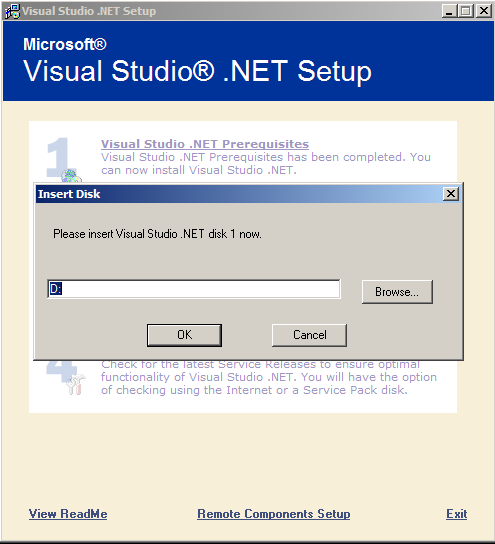 Visual Studio .NET Setup
Microsoft®
Visual Studio® .NET Setup
1
Visual Studio .NET Prerequisites
Visual Studio .NET Prerequisites has been completed. You
can now install Visual Studio .NET.
Insert Disk
Please insert Visual Studio .NET disk 1 now.
D:
Browse...
OK
Cancel
4
Check for the latest Service Releases to ensure optimal
functionality of Visual Studio .NET. You will have the option
of checking using the Internet or a Service Pack disk.
View ReadMe
Remote Components Setup
Exit